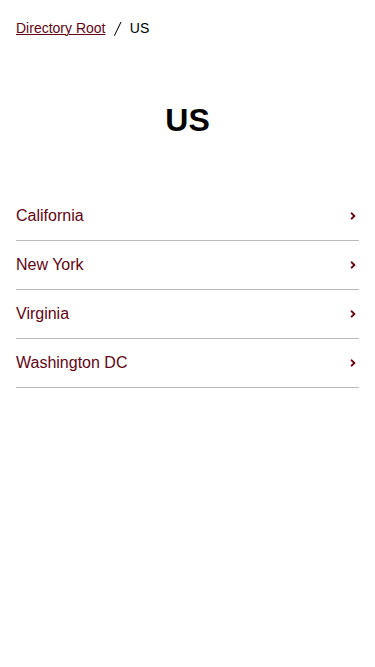 Directory Root / US
US
California
New York
Virginia
Washington DC